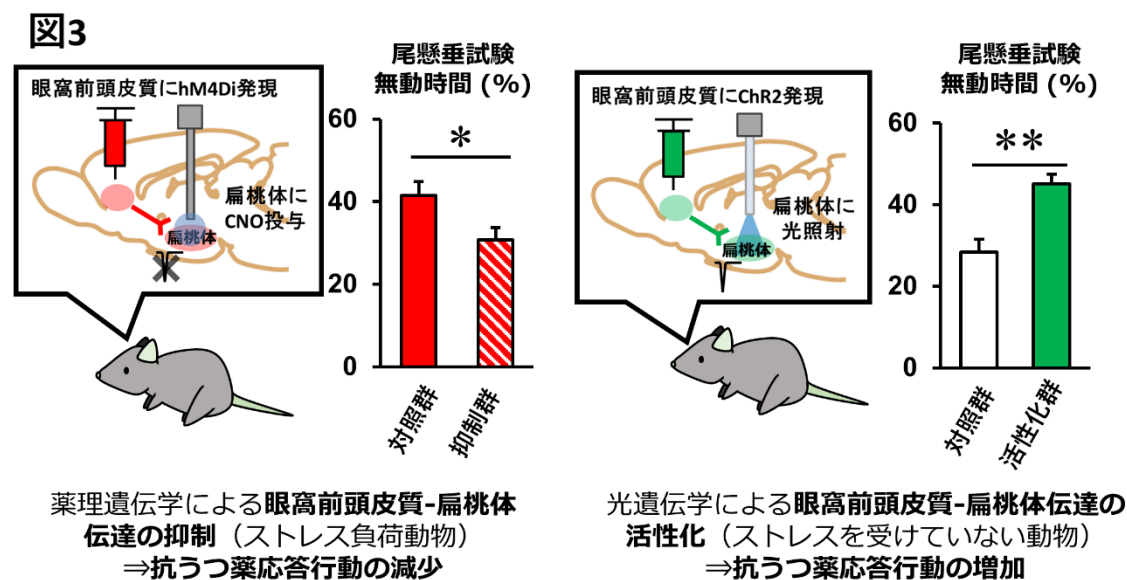 図3
眼窩前頭皮質にhM4Di発現
扁桃体に
CNO投与
扁桃体
尾懸垂試験
無動時間 (%)
60
40
20
0
*
対照群
抑制群
薬理遺伝学による眼窩前頭皮質-扁桃体
伝達の抑制（ストレス負荷動物）
⇒抗うつ薬応答行動の減少
眼窩前頭皮質にChR2発現
扁桃体に
光照射
扁桃体
尾懸垂試験
無動時間 (%)
60
40
20
0
**
対照群
活性化群
光遺伝学による眼窩前頭皮質-扁桃体伝達の
活性化（ストレスを受けていない動物）
⇒抗うつ薬応答行動の増加